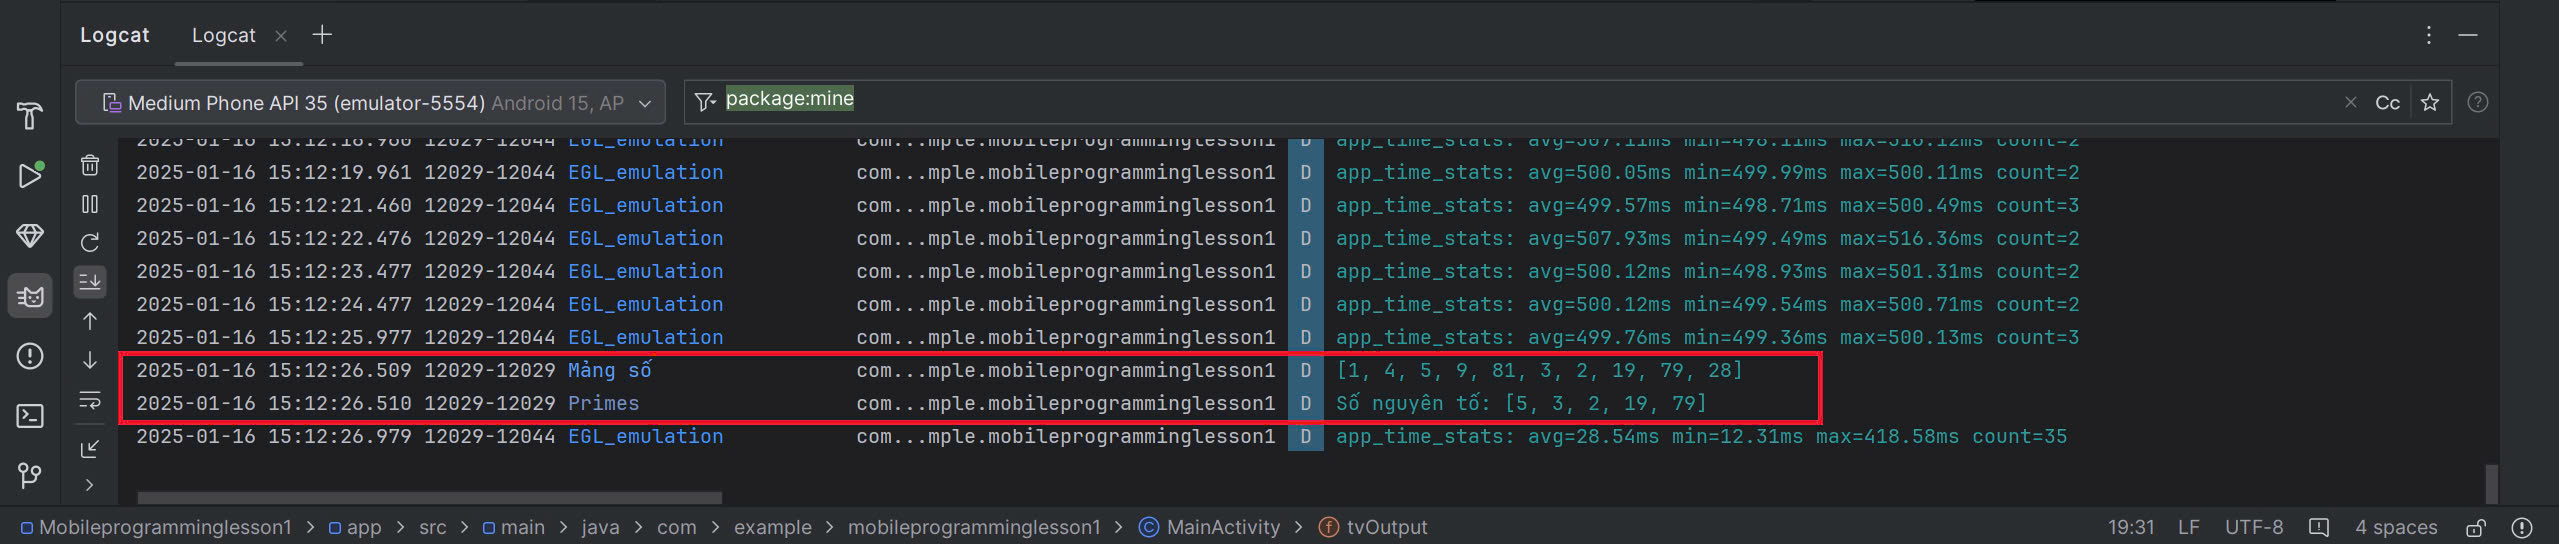 Logcat Logcat
Medium Phone API 35 (emulator-5554) Android 15, AP package:mine Cc
app_time_stats: avg=507.11ms min=498.11ms max=516.12ms count=2
2025-01-16 15:12:19.961 12029-12044 EGL_emulation com...mple.mobileprogramminglesson1 D app_time_stats: avg=500.05ms min=499.99ms max=500.11ms count=2
2025-01-16 15:12:21.460 12029-12044 EGL_emulation com...mple.mobileprogramminglesson1 D app_time_stats: avg=499.57ms min=498.71ms max=500.49ms count=3
2025-01-16 15:12:22.476 12029-12044 EGL_emulation com...mple.mobileprogramminglesson1 D app_time_stats: avg=507.93ms min=499.49ms max=516.36ms count=2
2025-01-16 15:12:23.477 12029-12044 EGL_emulation com...mple.mobileprogramminglesson1 D app_time_stats: avg=500.12ms min=498.93ms max=501.31ms count=2
2025-01-16 15:12:24.477 12029-12044 EGL_emulation com...mple.mobileprogramminglesson1 D app_time_stats: avg=500.12ms min=499.54ms max=500.71ms count=2
2025-01-16 15:12:25.977 12029-12044 EGL_emulation com...mple.mobileprogramminglesson1 D app_time_stats: avg=499.76ms min=499.36ms max=500.13ms count=3
2025-01-16 15:12:26.509 12029-12029 Mảng số com...mple.mobileprogramminglesson1 D [1, 4, 5, 9, 81, 3, 2, 19, 79, 28]
2025-01-16 15:12:26.510 12029-12029 Primes com...mple.mobileprogramminglesson1 D Số nguyên tố: [5, 3, 2, 19, 79]
2025-01-16 15:12:26.979 12029-12044 EGL_emulation com...mple.mobileprogramminglesson1 D app_time_stats: avg=28.54ms min=12.31ms max=418.58ms count=35
Mobileprogramminglesson1 > app > src > main > java > com > example > mobileprogramminglesson1 > MainActivity > tvOutput 19:31 LF UTF-8 4 spaces